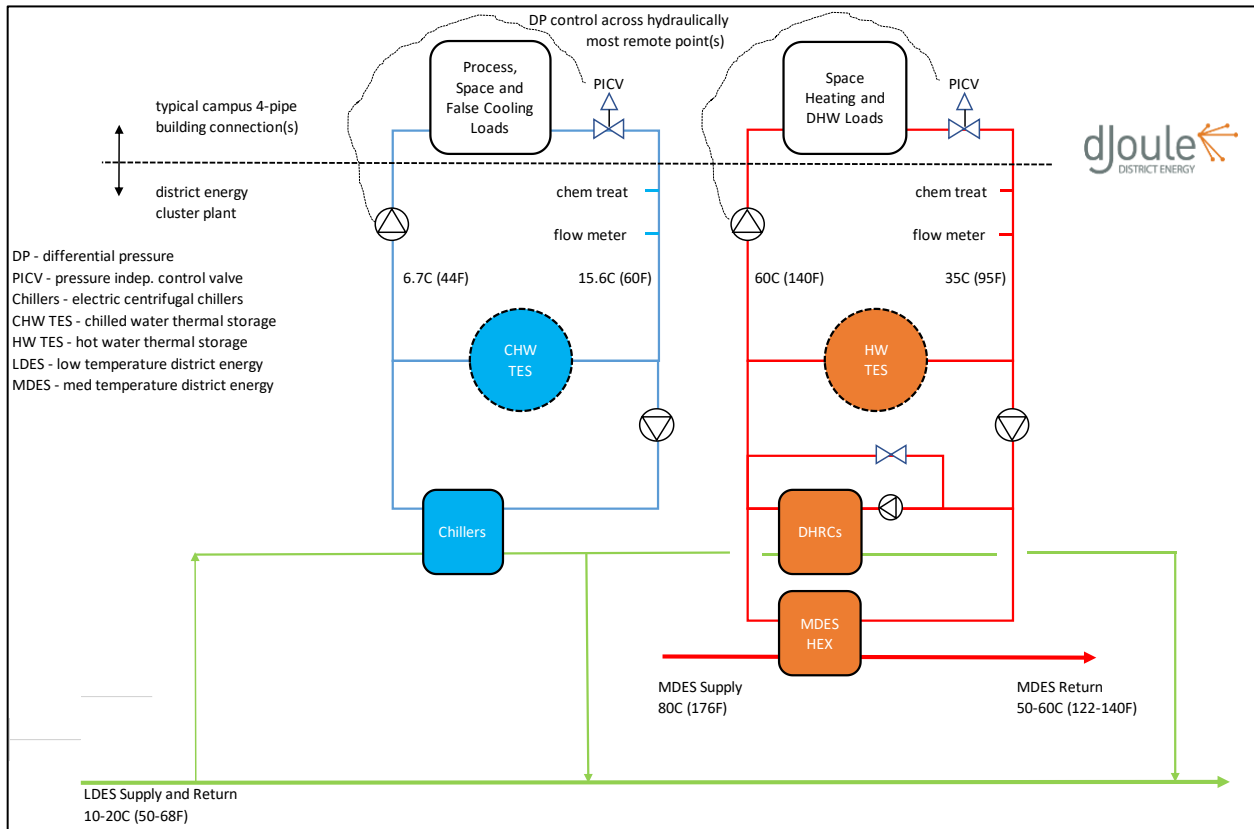 DP control across hydraulically
most remote point(s)
Process,
Space and
False Cooling
Loads
PICV
Space
Heating and
DHW Loads
PICV
typical campus 4-pipe
building connection(s)
dJoule
DISTRICT ENERGY
district energy
cluster plant
chem treat
flow meter
chem treat
flow meter
DP - differential pressure
PICV - pressure indep. control valve
Chillers - electric centrifugal chillers
CHW TES - chilled water thermal storage
HW TES - hot water thermal storage
LDES - low temperature district energy
MDES - med temperature district energy
6.7C (44F)
15.6C (60F)
60C (140F)
35C (95F)
CHW
TES
HW
TES
Chillers
DHRCs
MDES
HEX
MDES Supply
80C (176F)
MDES Return
50-60C (122-140F)
LDES Supply and Return
10-20C (50-68F)